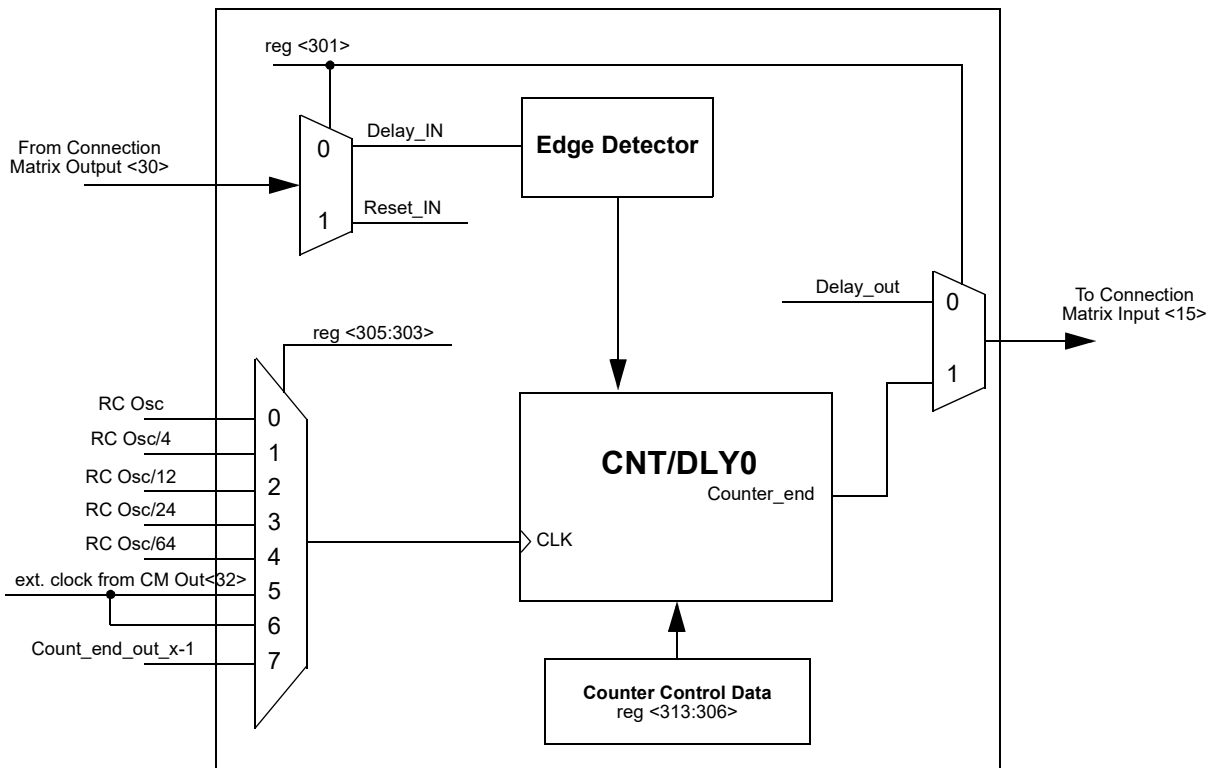 reg <301>
From Connection
Matrix Output <30>
0
1
Delay_IN
Reset_IN
Edge Detector
Delay_out
0
1
To Connection
Matrix Input <15>
reg <305:303>
RC Osc
RC Osc/4
RC Osc/12
RC Osc/24
RC Osc/64
ext. clock from CM Out<32>
Count_end_out_x-1
0
1
2
3
4
5
6
7
CNT/DLY0
Counter_end
CLK
Counter Control Data
reg <313:306>